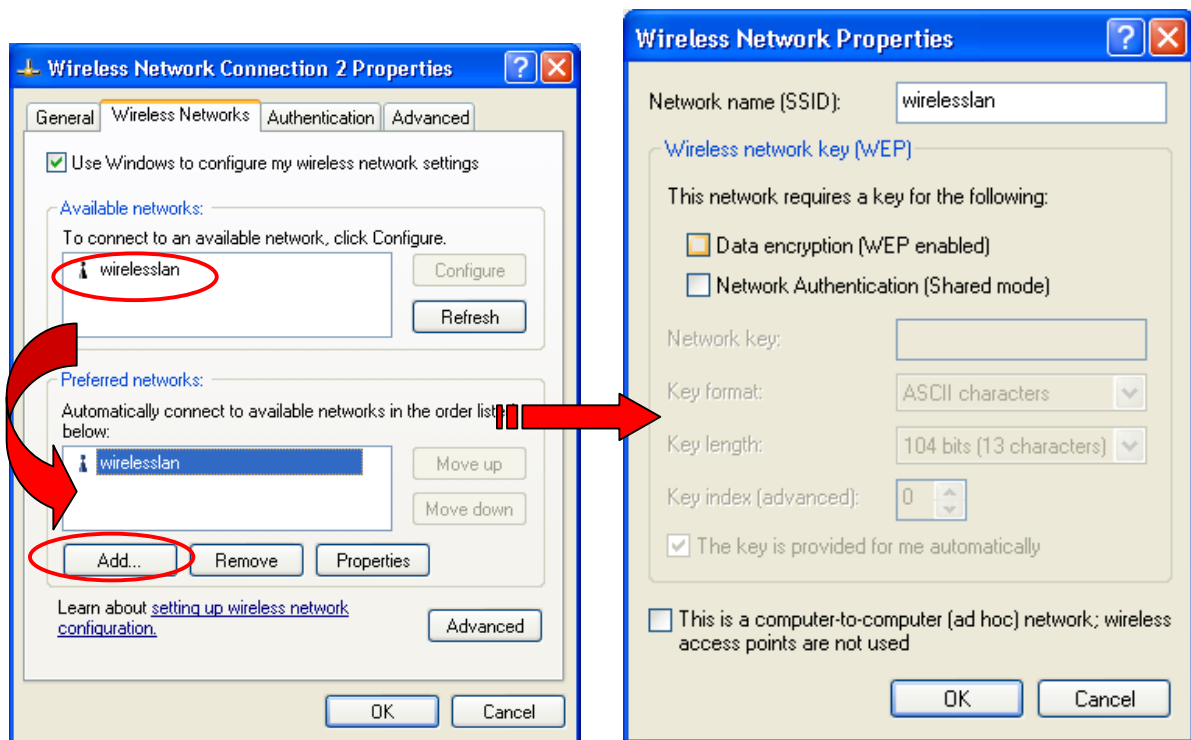 Wireless Network Connection 2 Properties
General Wireless Networks Authentication Advanced
Use Windows to configure my wireless network settings
Available networks:
To connect to an available network, click Configure.
wirelesslan
Configure
Refresh
Preferred networks:
Automatically connect to available networks in the order liste
below:
wirelesslan
Move up
Move down
Add... Remove Properties
Learn about setting up wireless network
configuration.
Advanced
OK Cancel
Wireless Network Properties
Network name (SSID): wirelesslan
Wireless network key (WEP)
This network requires a key for the following:
Data encryption (WEP enabled)
Network Authentication (Shared mode)
Network key:
Key format: ASCII characters
Key length: 104 bits (13 characters)
Key index (advanced): 0
The key is provided for me automatically
This is a computer-to-computer (ad hoc) network; wireless
access points are not used
OK Cancel